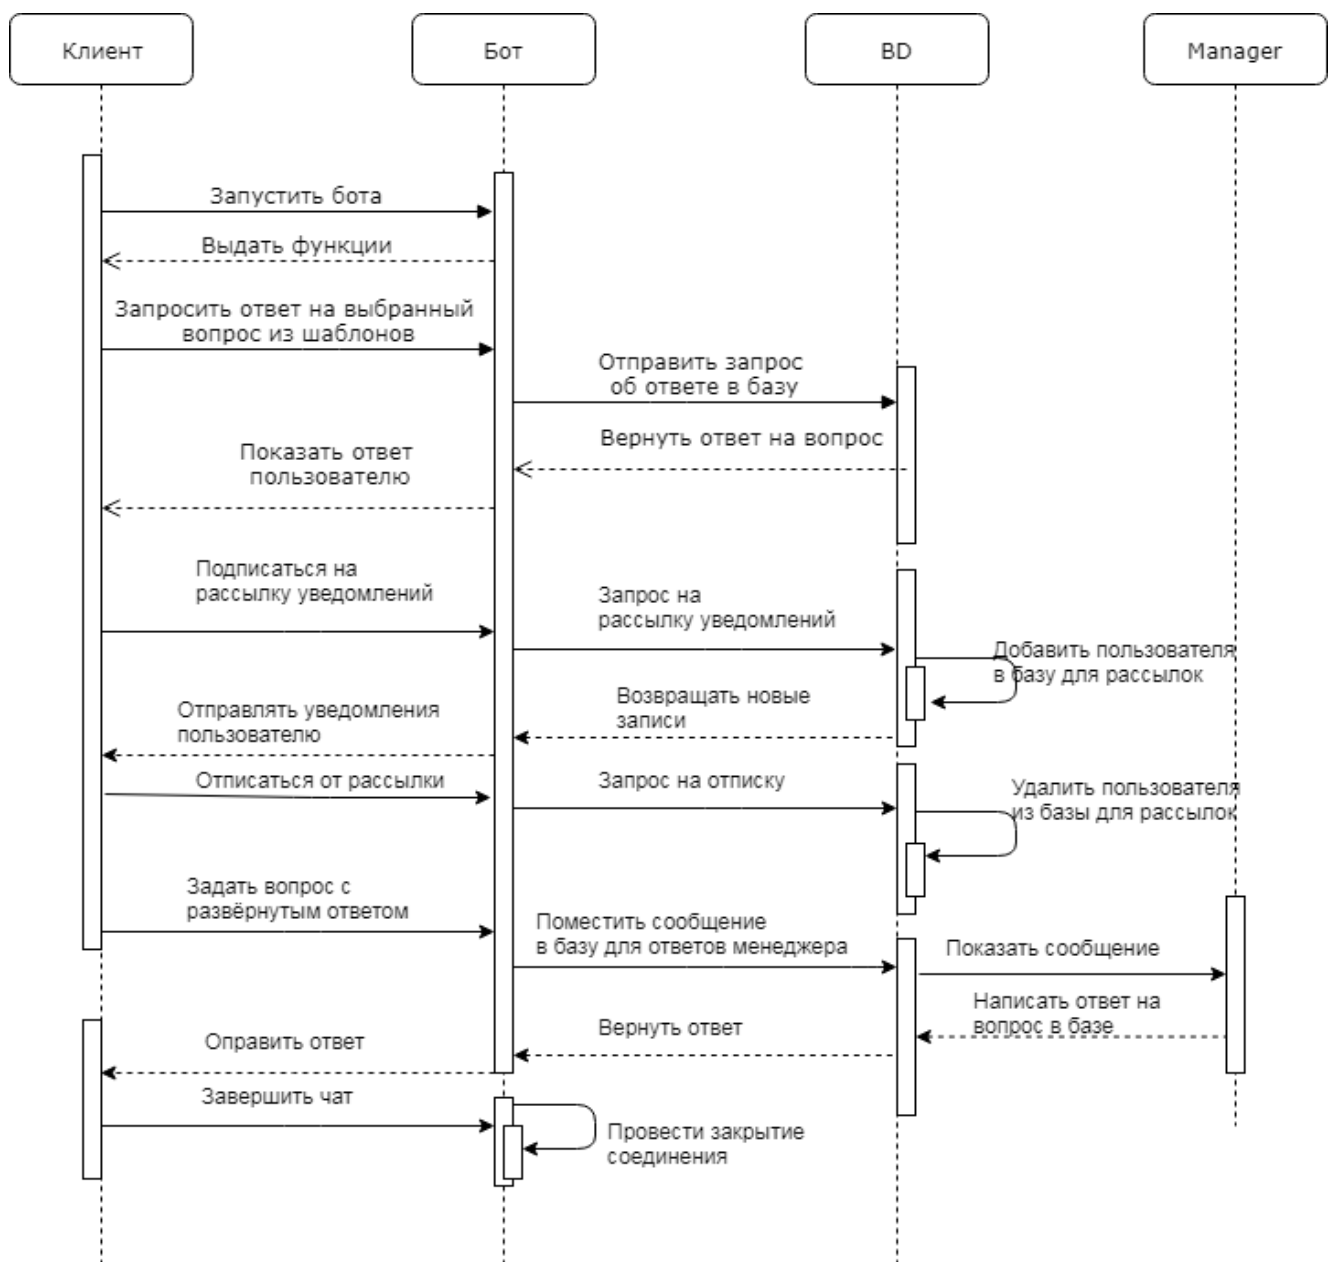 Клиент
Бот
BD
Manager
Запустить бота
Выдать функции
Запросить ответ на выбранный
вопрос из шаблонов
Отправить запрос
об ответе в базу
Вернуть ответ на вопрос
Показать ответ
пользователю
Подписаться на
рассылку уведомлений
Запрос на
рассылку уведомлений
Добавить пользователя
в базу для рассылок
Возвращать новые
записи
Отправлять уведомления
пользователю
Отписаться от рассылки
Запрос на отписку
Удалить пользователя
из базы для рассылок
Задать вопрос с
развёрнутым ответом
Поместить сообщение
в базу для ответов менеджера
Показать сообщение
Написать ответ на
вопрос в базе
Вернуть ответ
Оправить ответ
Завершить чат
Провести закрытие
соединения